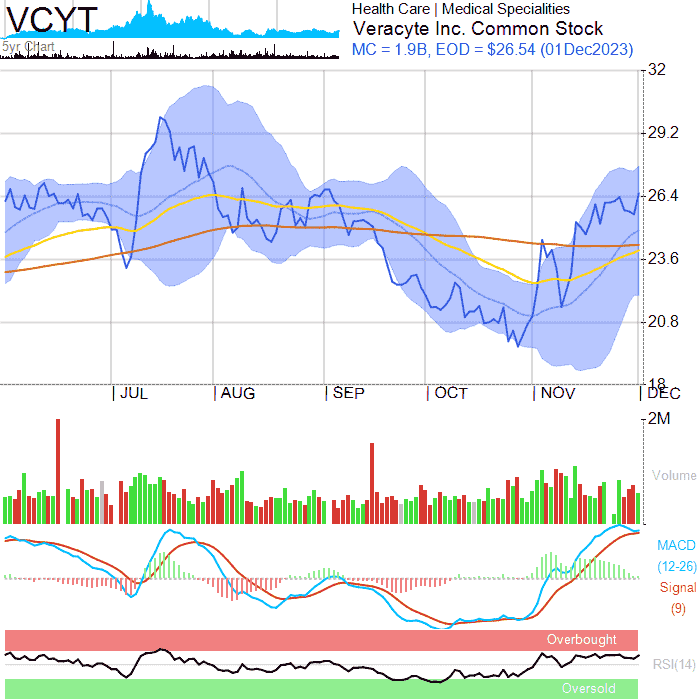 VCYT
Health Care | Medical Specialities
Veracyte Inc. Common Stock
5yr Chart
MC = 1.9B, EOD = $26.54 (01Dec2023)
32
29.2
26.4
23.6
20.8
18
JUL AUG SEP OCT NOV DEC
2M
Volume
MACD
(12-26)
Signal
(9)
Overbought
RSI(14)
Oversold